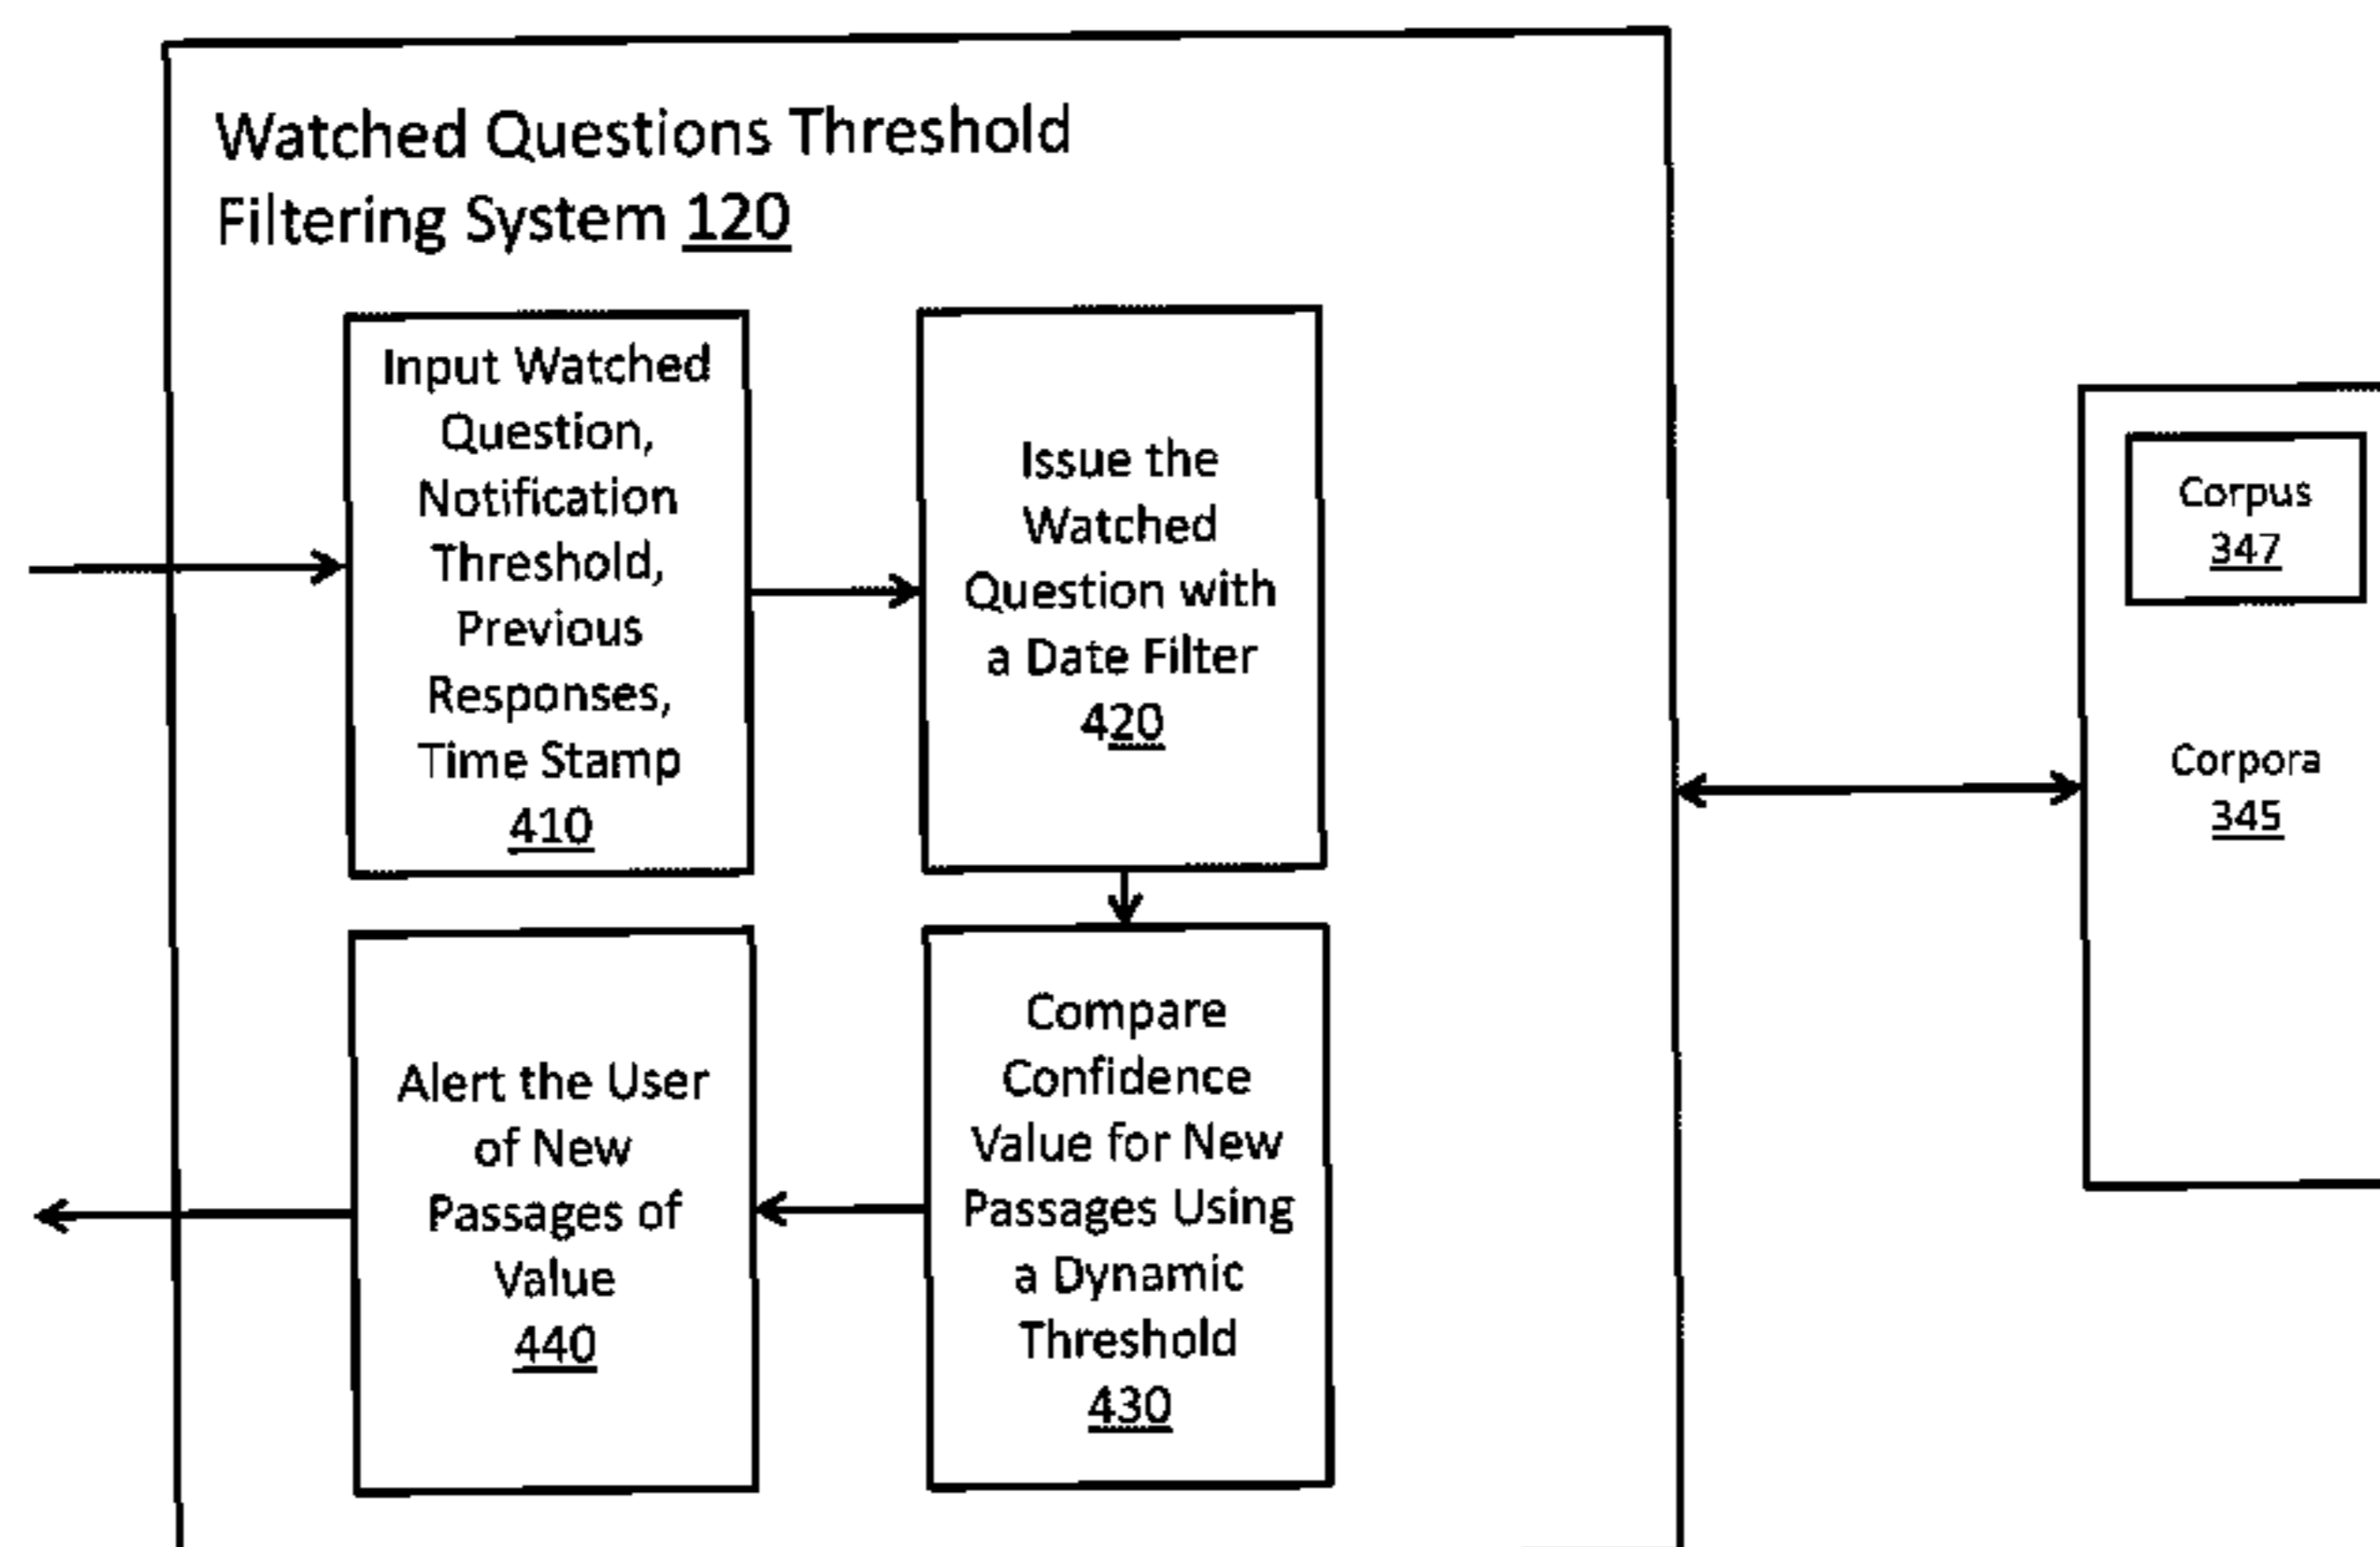 Watched Questions Threshold
Filtering System 120
Input Watched
Question,
Notification
Threshold,
Previous
Responses,
Time Stamp
410
Issue the
Watched
Question with
a Date Filter
420
Compare
Confidence
Value for New
Passages Using
a Dynamic
Threshold
430
Alert the User
of New
Passages of
Value
440
Corpus
347
Corpora
345